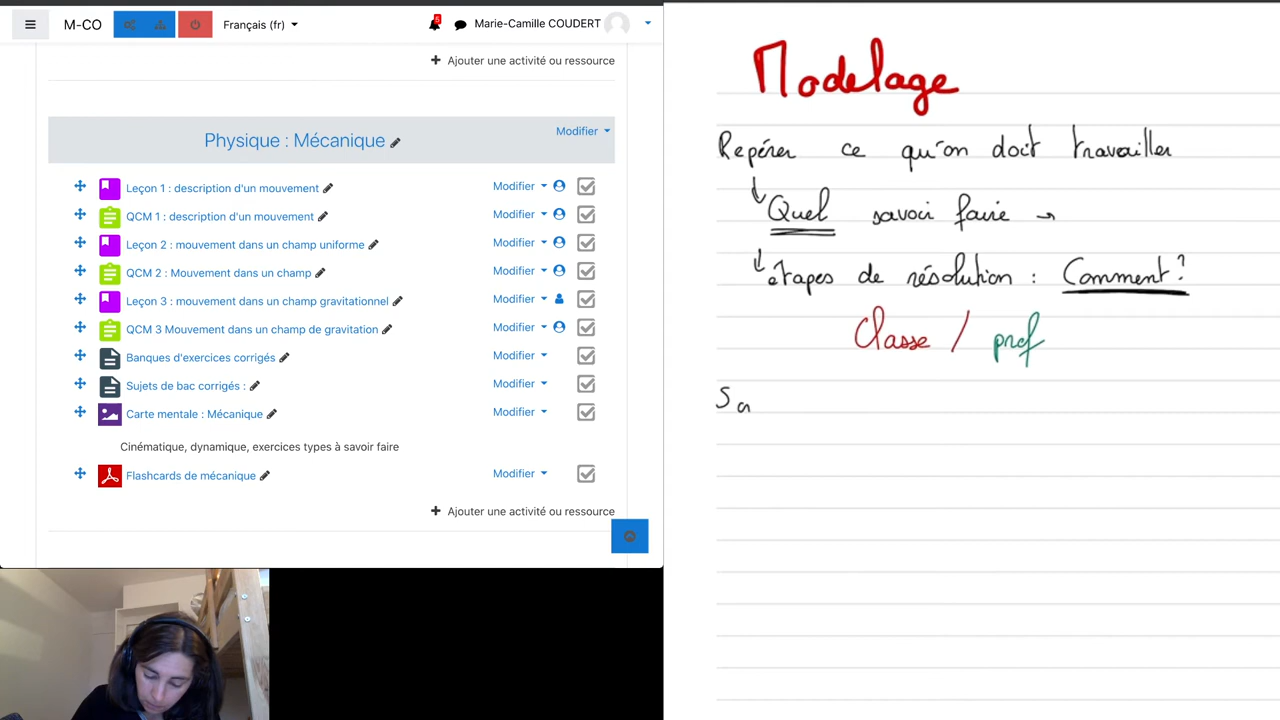 M-CO
Français (fr)
5
Marie-Camille COUDERT
Ajouter une activité ou ressource
Physique : Mécanique
Modifier
Leçon 1 : description d'un mouvement
Modifier
QCM 1 : description d'un mouvement
Modifier
Leçon 2 : mouvement dans un champ uniforme
Modifier
QCM 2 : Mouvement dans un champ
Modifier
Leçon 3 : mouvement dans un champ gravitationnel
Modifier
QCM 3 Mouvement dans un champ de gravitation
Modifier
Banques d'exercices corrigés
Modifier
Sujets de bac corrigés :
Modifier
Carte mentale : Mécanique
Modifier
Cinématique, dynamique, exercices types à savoir faire
Flashcards de mécanique
Modifier
Ajouter une activité ou ressource
Modelage
Repérer ce qu'on doit travailler
↳ Quel savoir faire →
↳ étapes de résolution : Comment ?
Classe / prof
Sa